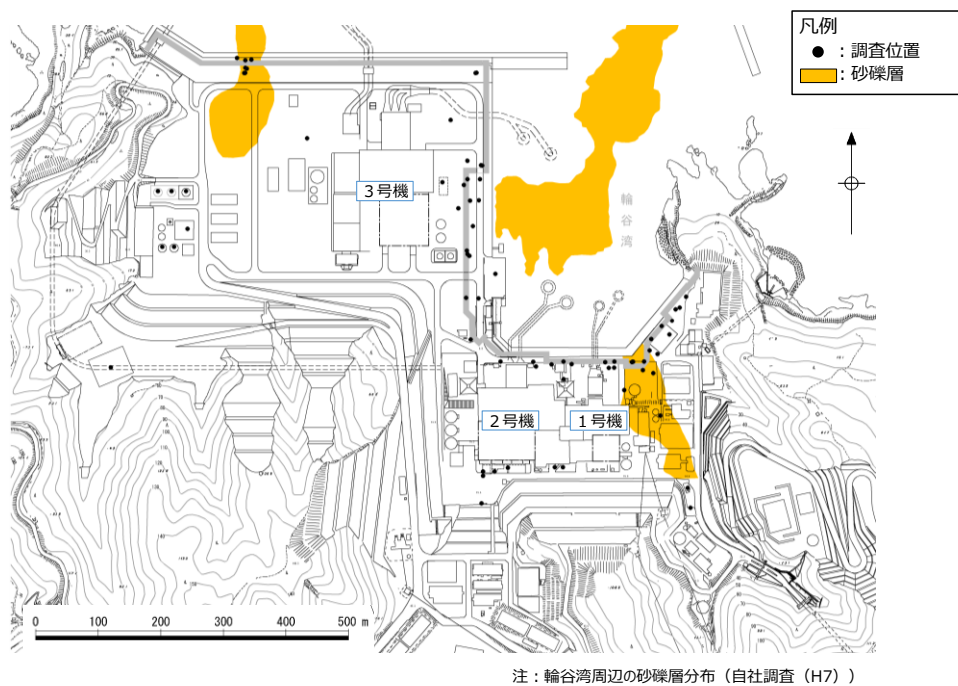 凡例
●：調査位置
：砂礫層
3号機
輪谷湾
2号機
1号機
0 100 200 300 400 500 m
注：輪谷湾周辺の砂礫層分布（自社調査（H7））